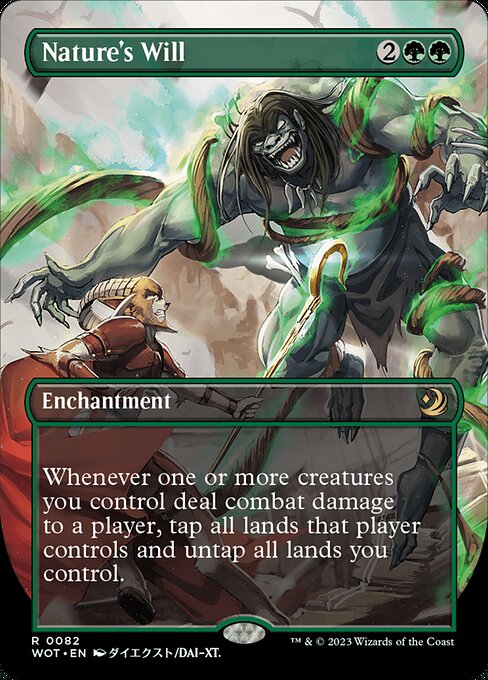 Nature's Will 2
Enchantment
Whenever one or more creatures
you control deal combat damage
to a player, tap all lands that player
controls and untap all lands you
control.
R 0082
WOT • EN ダイエクスト/DAI-XT.
™ & © 2023 Wizards of the Coast